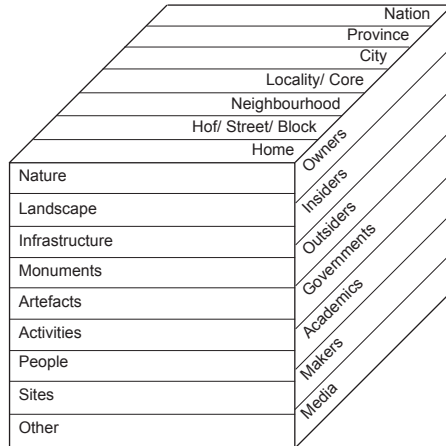 Nation
Province
City
Locality/ Core
Neighbourhood
Hof/ Street/ Block
Home
Nature
Landscape
Infrastructure
Monuments
Artefacts
Activities
People
Sites
Other
Owners
Insiders
Outsiders
Governments
Academics
Makers
Media